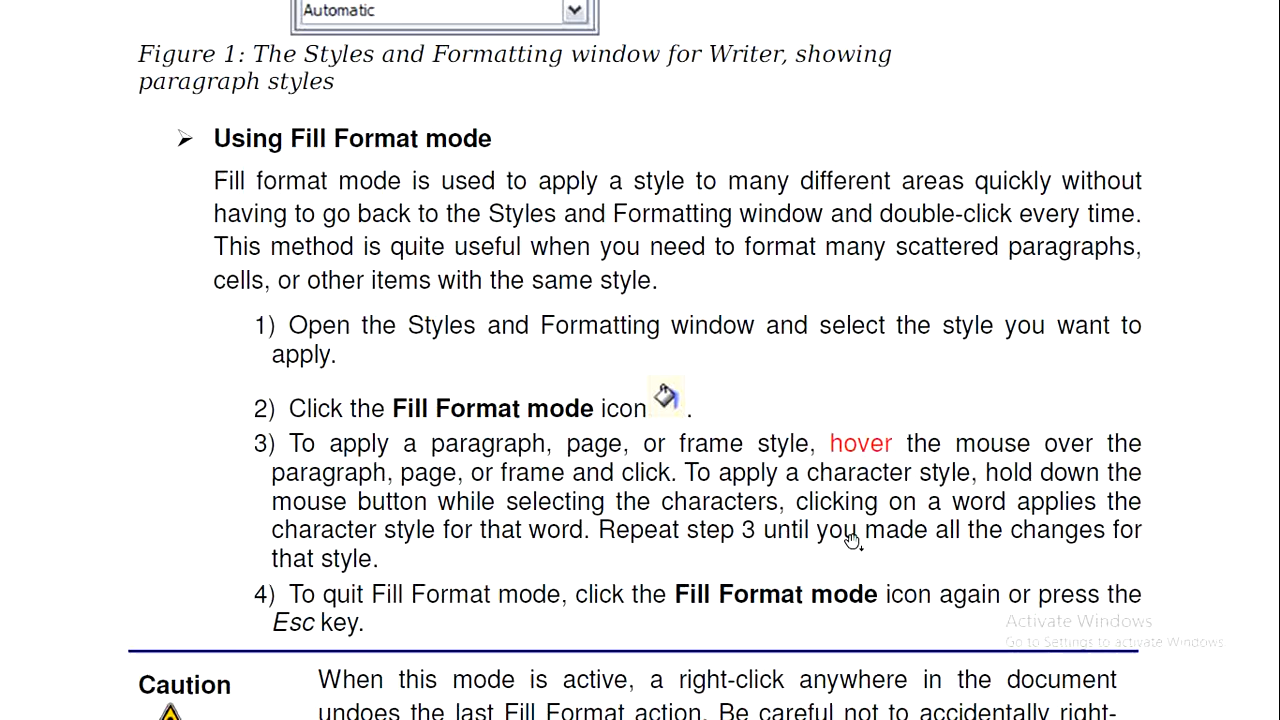 Automatic
Figure 1: The Styles and Formatting window for Writer, showing
paragraph styles
➢ Using Fill Format mode
Fill format mode is used to apply a style to many different areas quickly without
having to go back to the Styles and Formatting window and double-click every time.
This method is quite useful when you need to format many scattered paragraphs,
cells, or other items with the same style.
1) Open the Styles and Formatting window and select the style you want to
apply.
2) Click the Fill Format mode icon .
3) To apply a paragraph, page, or frame style, hover the mouse over the
paragraph, page, or frame and click. To apply a character style, hold down the
mouse button while selecting the characters, clicking on a word applies the
character style for that word. Repeat step 3 until you made all the changes for
that style.
4) To quit Fill Format mode, click the Fill Format mode icon again or press the
Esc key.
Activate Windows
Go to Settings to activate Windows
Caution
When this mode is active, a right-click anywhere in the document
undoes the last Fill Format action. Be careful not to accidentally right-